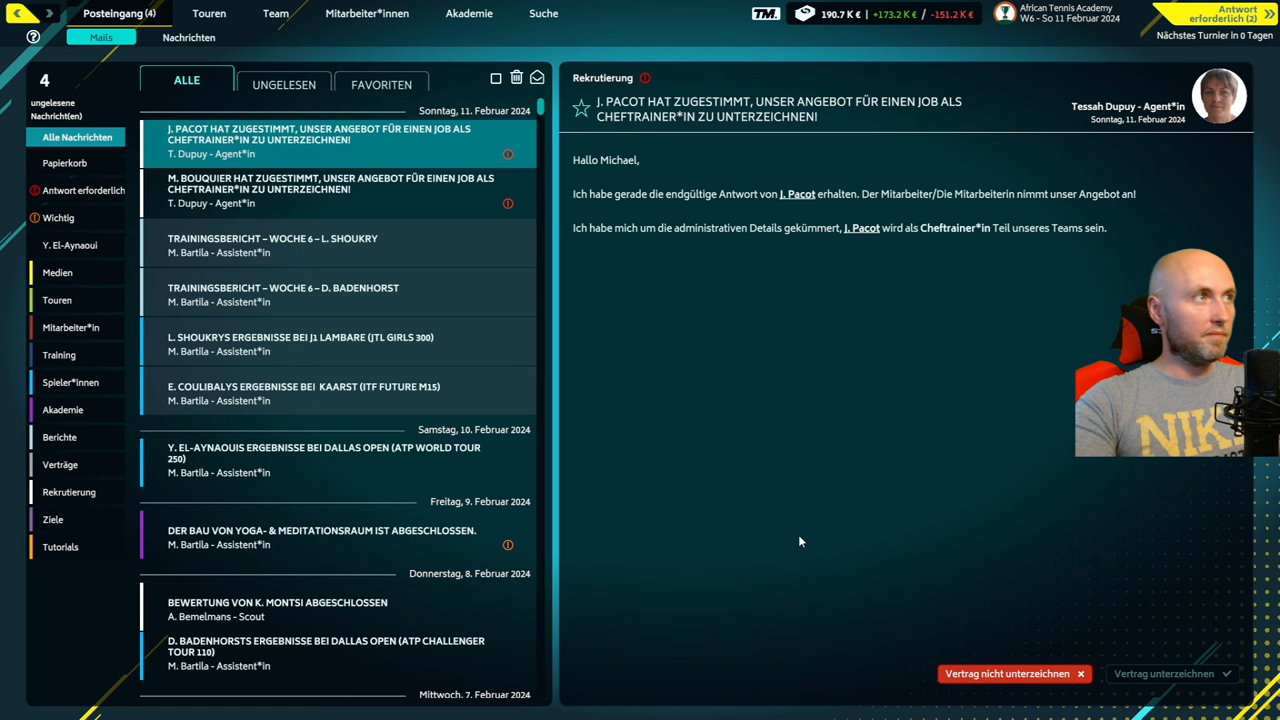 Posteingang (4)
Touren
Team
Mitarbeiter*innen
Akademie
Suche
TM.
190.7 K € | +173.2 K € / -151.2 K €
African Tennis Academy
W6 - So 11 Februar 2024
Antwort erforderlich (2)
Nächstes Turnier in 0 Tagen
Mails
Nachrichten
4
ungelesene
Nachricht(en)
Alle Nachrichten
Papierkorb
Antwort erforderlich
Wichtig
Y. El-Aynaoui
Medien
Touren
Mitarbeiter*in
Training
Spieler*innen
Akademie
Berichte
Verträge
Rekrutierung
Ziele
Tutorials
ALLE
UNGELESEN
FAVORITEN
Sonntag, 11. Februar 2024
J. PACOT HAT ZUGESTIMMT, UNSER ANGEBOT FÜR EINEN JOB ALS
CHEFTRAINER*IN ZU UNTERZEICHNEN!
T. Dupuy - Agent*in
M. BOUQUIER HAT ZUGESTIMMT, UNSER ANGEBOT FÜR EINEN JOB ALS
CHEFTRAINER*IN ZU UNTERZEICHNEN!
T. Dupuy - Agent*in
TRAININGSBERICHT – WOCHE 6 – L. SHOUKRY
M. Bartila - Assistent*in
TRAININGSBERICHT – WOCHE 6 – D. BADENHORST
M. Bartila - Assistent*in
L. SHOUKRYS ERGEBNISSE BEI J1 LAMBARE (JTL GIRLS 300)
M. Bartila - Assistent*in
E. COULIBALYS ERGEBNISSE BEI KAARST (ITF FUTURE M15)
M. Bartila - Assistent*in
Samstag, 10. Februar 2024
Y. EL-AYNAOUIS ERGEBNISSE BEI DALLAS OPEN (ATP WORLD TOUR
250)
M. Bartila - Assistent*in
Freitag, 9. Februar 2024
DER BAU VON YOGA- & MEDITATIONSRAUM IST ABGESCHLOSSEN.
M. Bartila - Assistent*in
Donnerstag, 8. Februar 2024
BEWERTUNG VON K. MONTSI ABGESCHLOSSEN
A. Bemelmans - Scout
D. BADENHORSTS ERGEBNISSE BEI DALLAS OPEN (ATP CHALLENGER
TOUR 110)
M. Bartila - Assistent*in
Mittwoch, 7. Februar 2024
Rekrutierung
J. PACOT HAT ZUGESTIMMT, UNSER ANGEBOT FÜR EINEN JOB ALS
CHEFTRAINER*IN ZU UNTERZEICHNEN!
Tessah Dupuy - Agent*in
Sonntag, 11. Februar 2024
Hallo Michael,
Ich habe gerade die endgültige Antwort von J. Pacot erhalten. Der Mitarbeiter/Die Mitarbeiterin nimmt unser Angebot an!
Ich habe mich um die administrativen Details gekümmert, J. Pacot wird als Cheftrainer*in Teil unseres Teams sein.
NIKE
Vertrag nicht unterzeichnen
Vertrag unterzeichnen